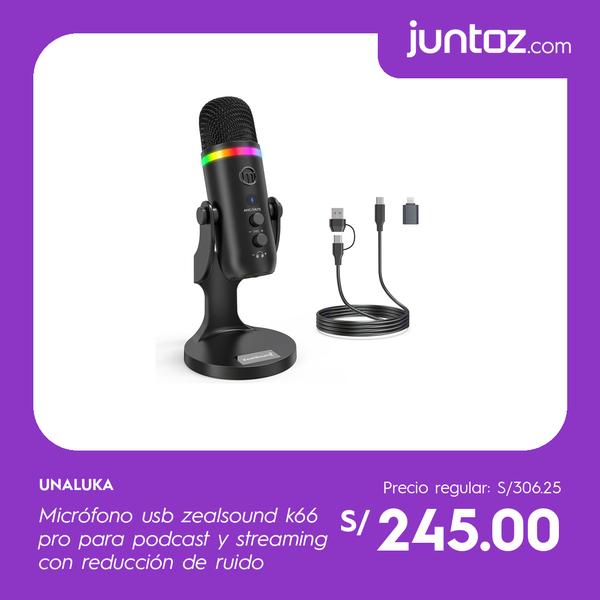 juntoz.com
UNALUKA
Micrófono usb zealsound k66
pro para podcast y streaming
con reducción de ruido
Precio regular: S/306.25
S/245.00